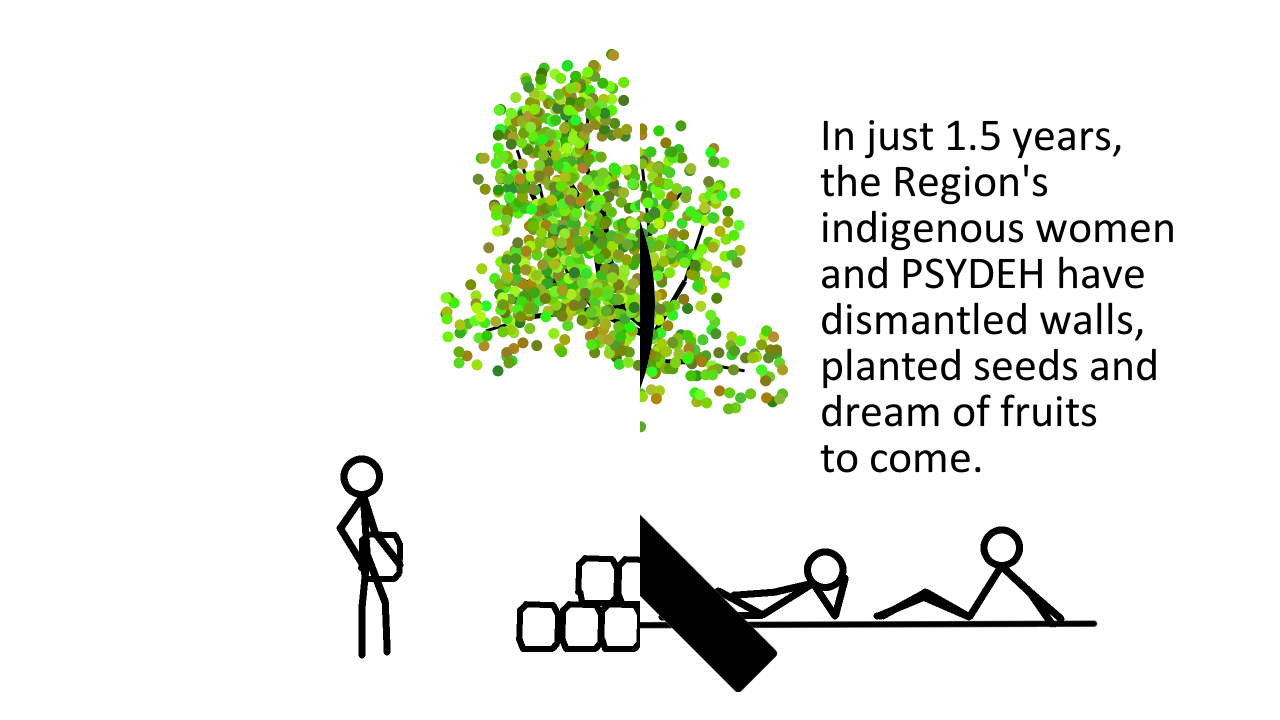 In just 1.5 years,
the Region's
indigenous women
and PSYDEH have
dismantled walls,
planted seeds and
dream of fruits
to come.